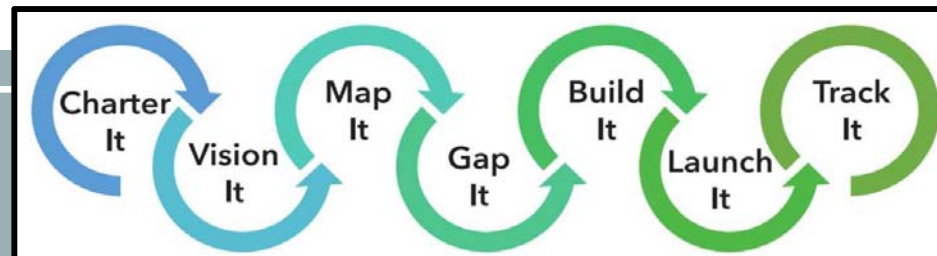 Charter
It
Vision
It
Map
It
Gap
It
Build
It
Launch
It
Track
It